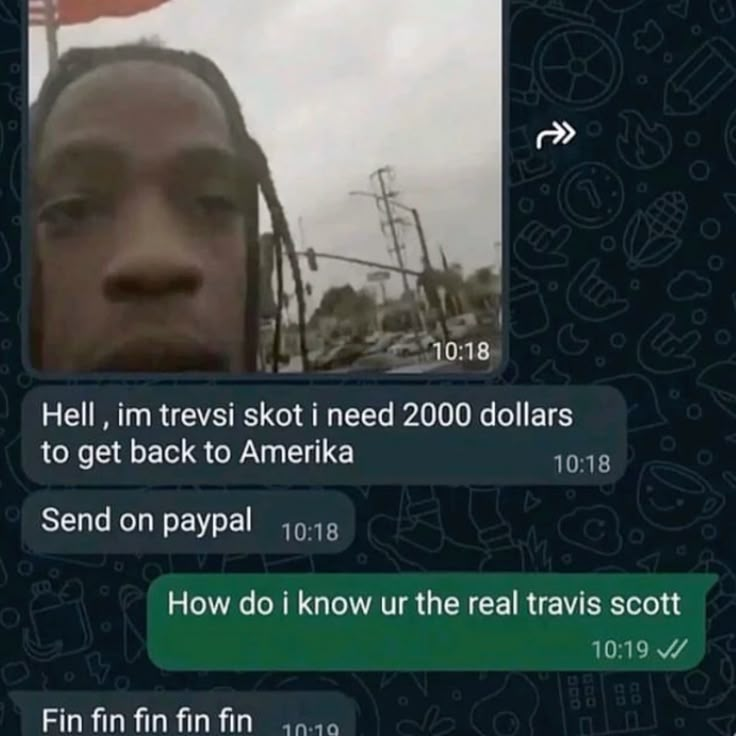 10:18
Hell , im trevsi skot i need 2000 dollars
to get back to Amerika
10:18
Send on paypal 10:18
How do i know ur the real travis scott
10:19
Fin fin fin fin fin 10:19